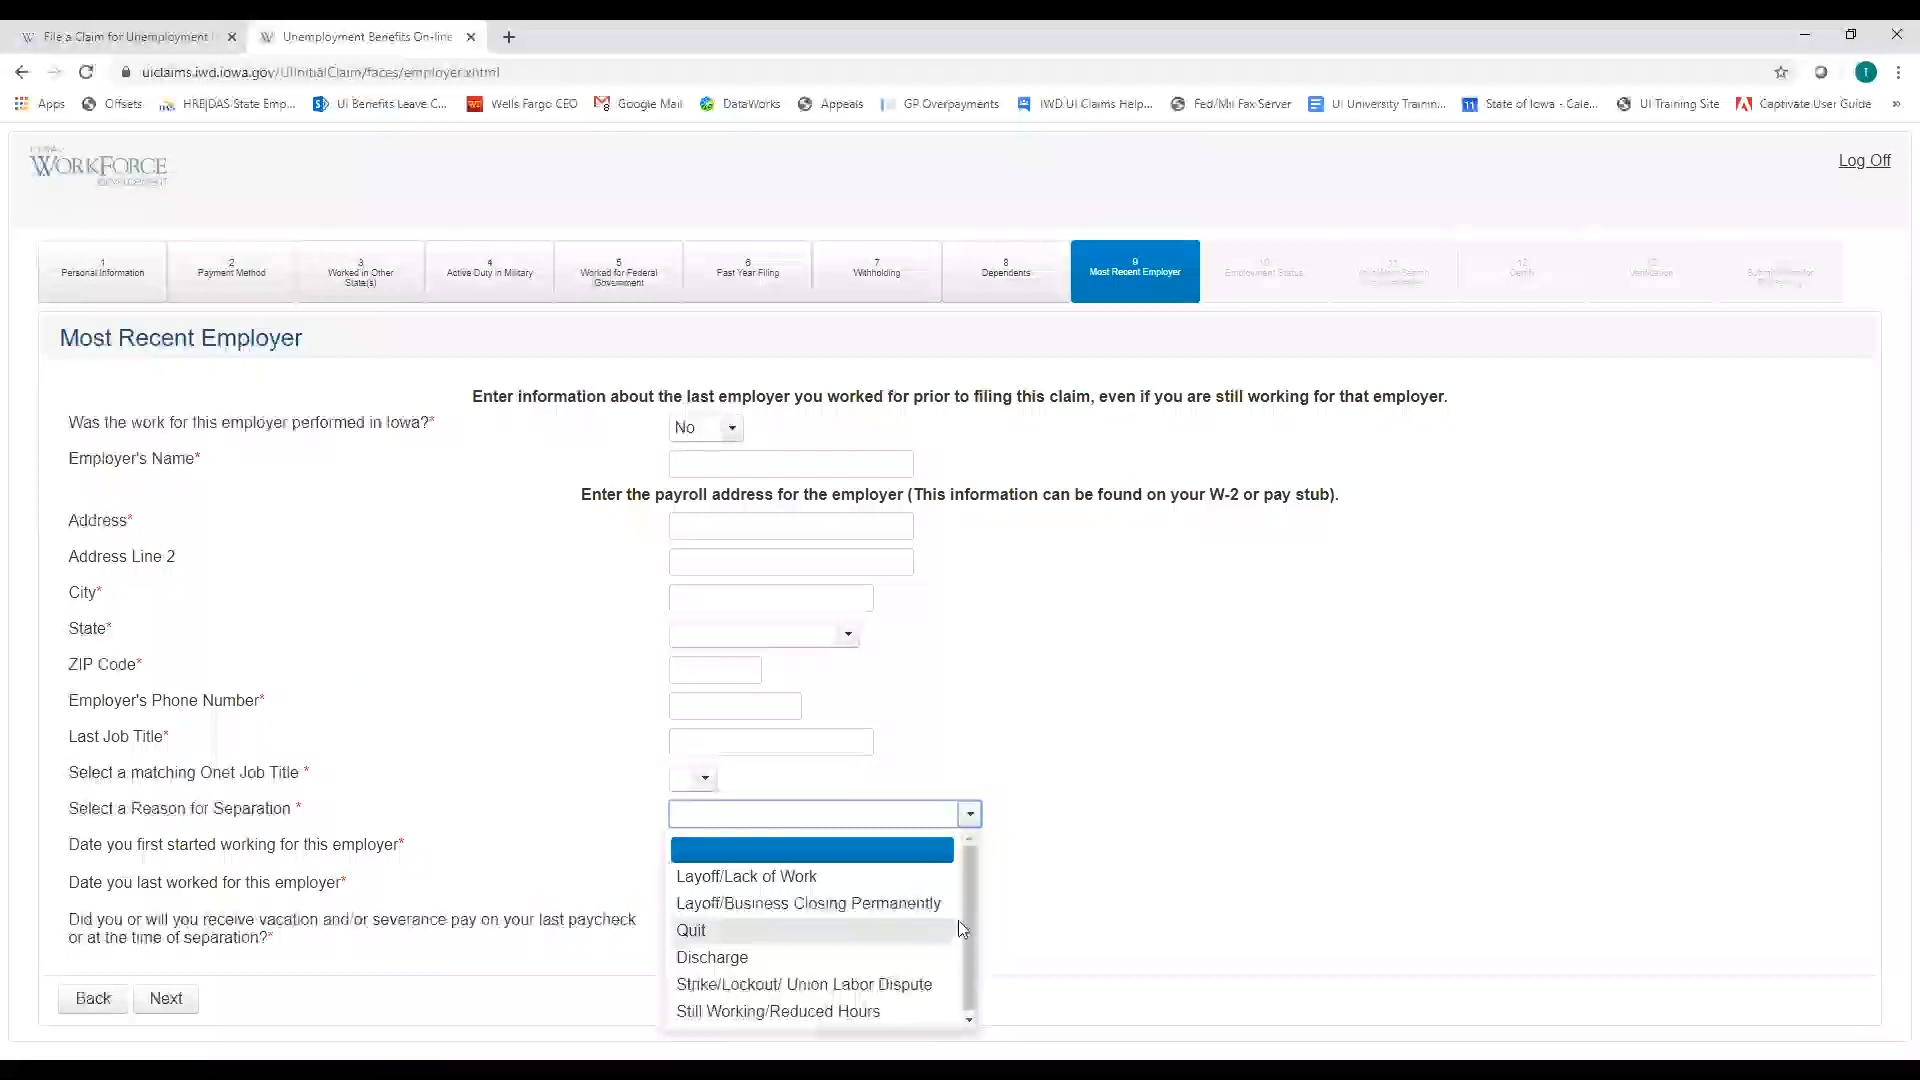 File a Claim for Unemployment
Unemployment Benefits On-line
uiclaims.iwd.iowa.gov/UIInitialClaim/faces/employer.xhtml
Apps Offsets HRE|DAS State Emp... UI Benefits Leave C... Wells Fargo CEO Google Mail DataWorks Appeals GP Overpayments IWD UI Claims Help... Fed/Mil Fax Server UI University Trainin... State of Iowa - Cale... UI Training Site Captivate User Guide »
WORKFORCE
Log Off
1
Personal Information
2
Payment Method
3
Worked in Other
State(s)
4
Active Duty in Military
5
Worked for Federal
Government
6
Past Year Filing
7
Withholding
8
Dependents
9
Most Recent Employer
10
Employment Status
11
12
Certify
Verification
Most Recent Employer
Enter information about the last employer you worked for prior to filing this claim, even if you are still working for that employer.
Was the work for this employer performed in Iowa?*
No
Employer's Name*
Enter the payroll address for the employer (This information can be found on your W-2 or pay stub).
Address*
Address Line 2
City*
State*
ZIP Code*
Employer's Phone Number*
Last Job Title*
Select a matching Onet Job Title *
Select a Reason for Separation *
Date you first started working for this employer*
Date you last worked for this employer*
Did you or will you receive vacation and/or severance pay on your last paycheck
or at the time of separation?*
Layoff/Lack of Work
Layoff/Business Closing Permanently
Quit
Discharge
Strike/Lockout/ Union Labor Dispute
Still Working/Reduced Hours
Back
Next